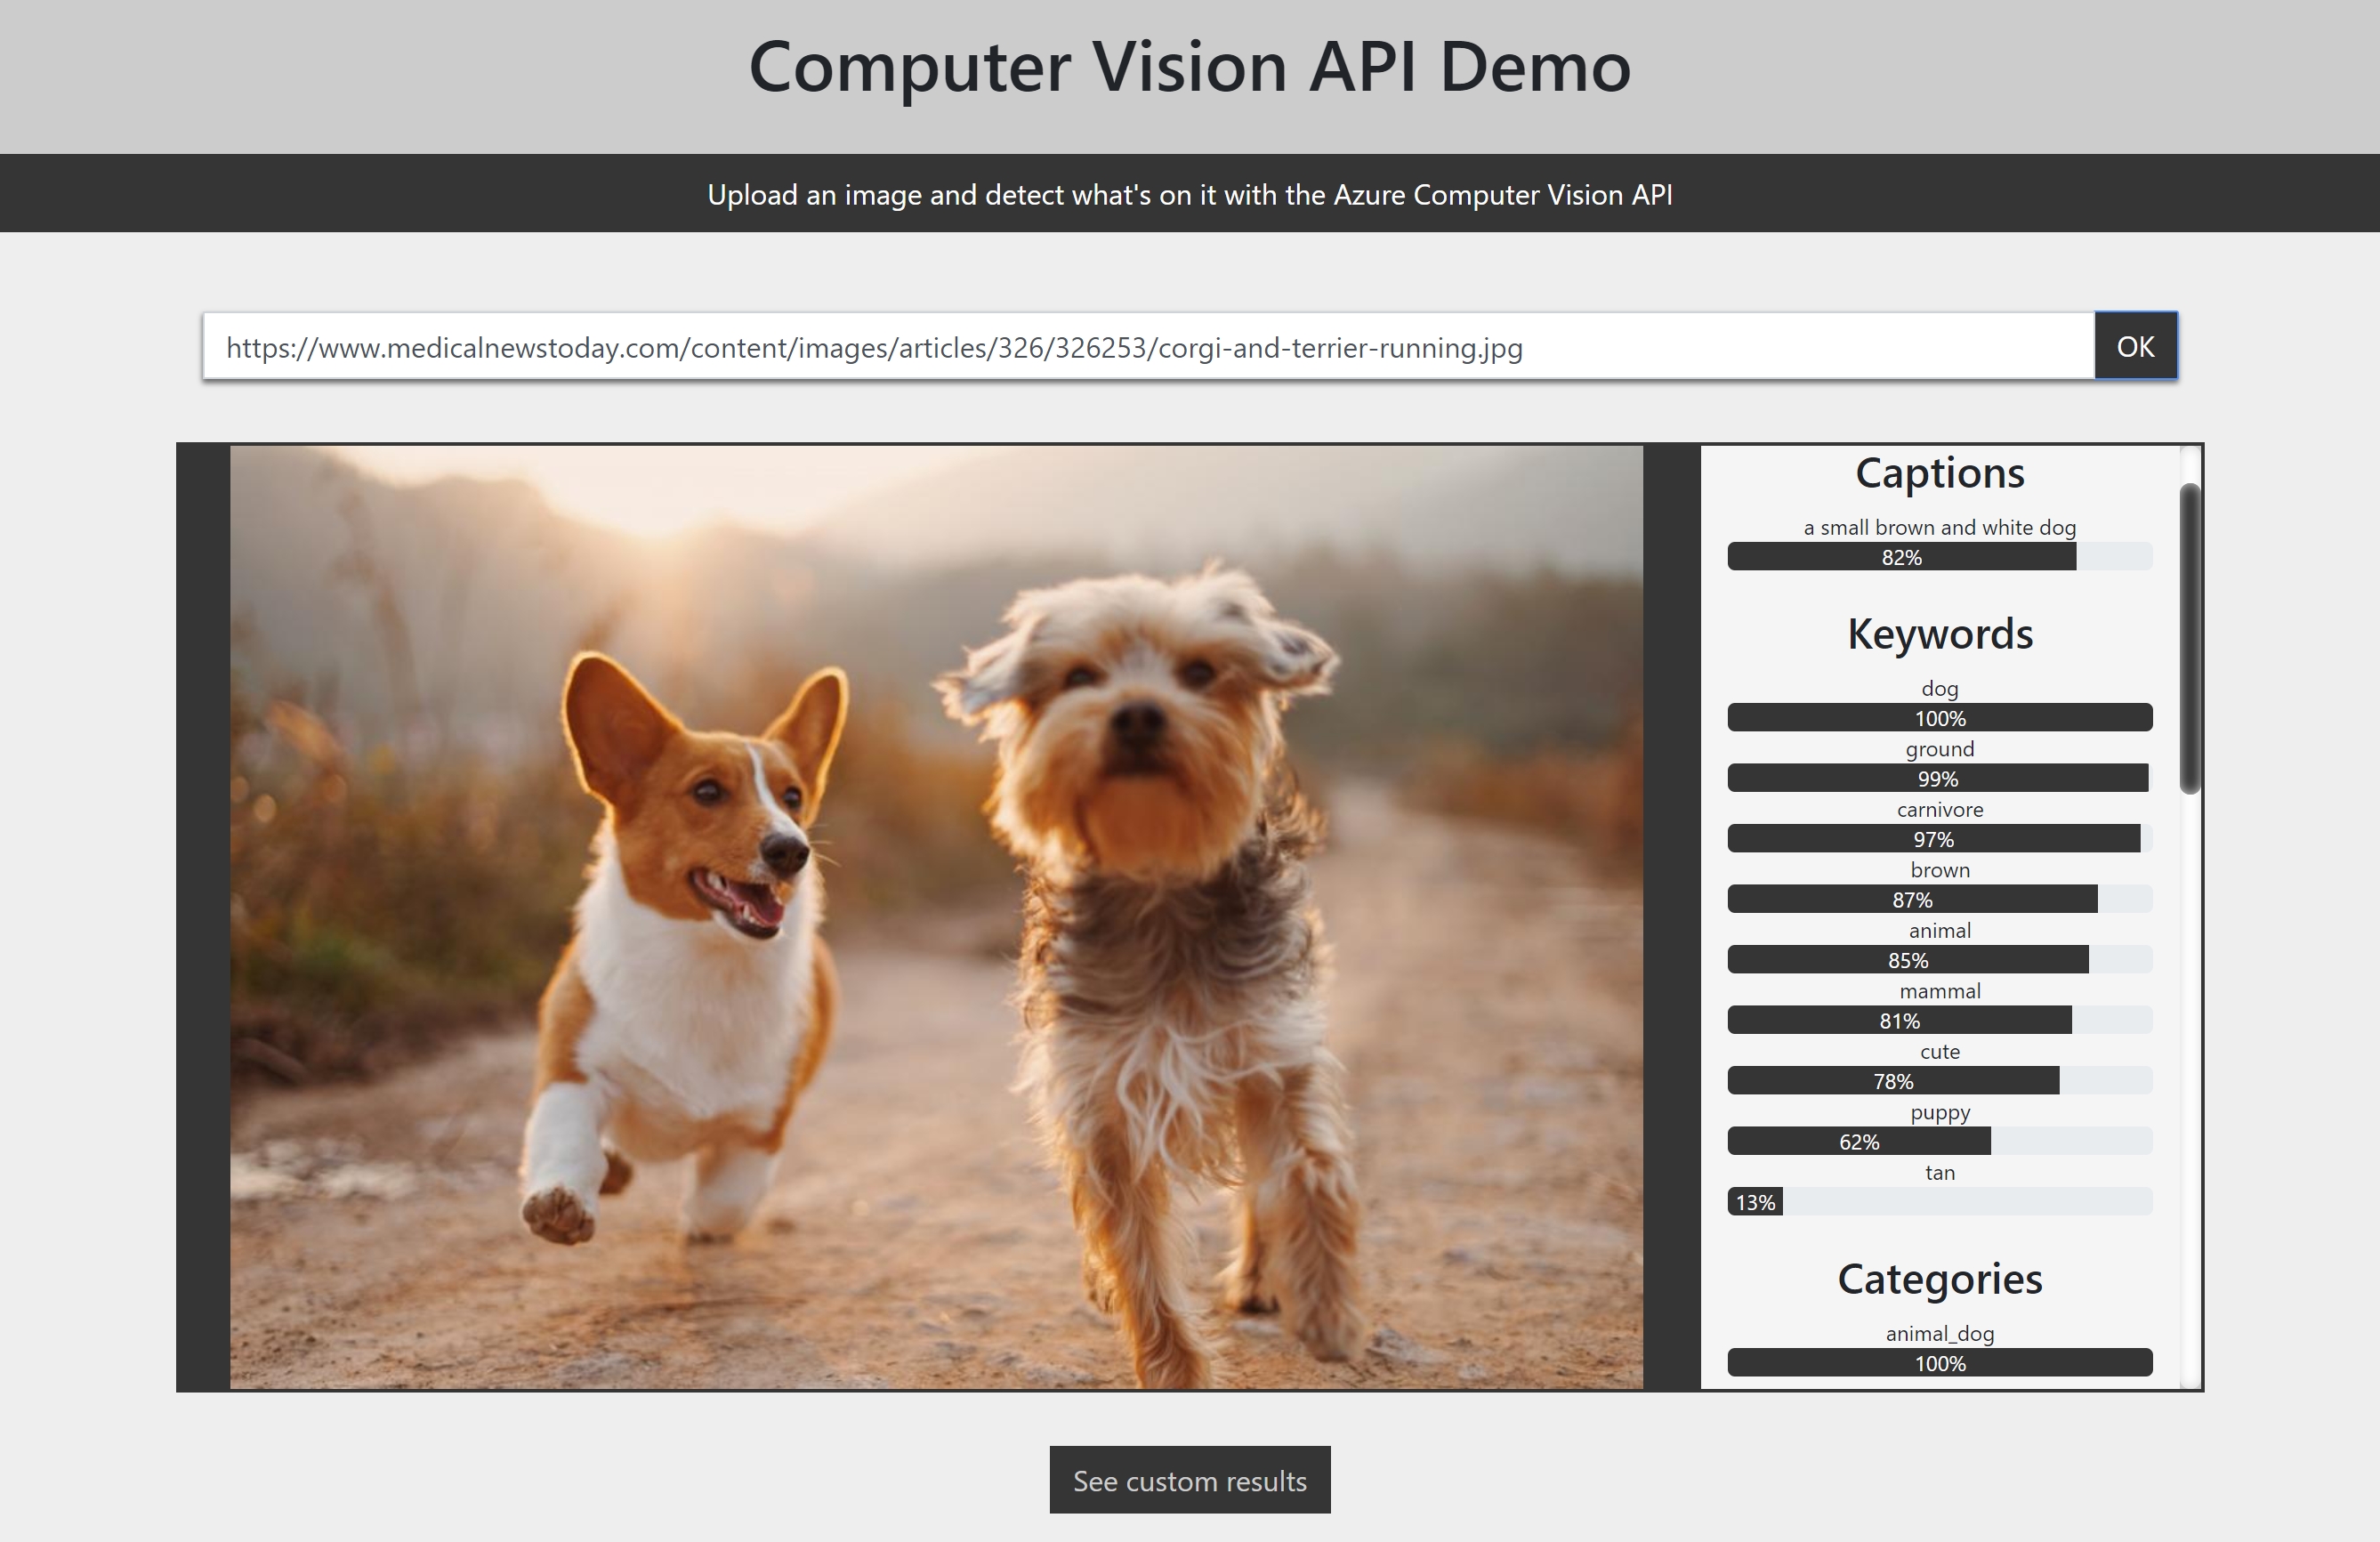 Computer Vision API Demo
Upload an image and detect what's on it with the Azure Computer Vision API
https://www.medicalnewstoday.com/content/images/articles/326/326253/corgi-and-terrier-running.jpg
OK
Captions
a small brown and white dog
82%
Keywords
dog
100%
ground
99%
carnivore
97%
brown
87%
animal
85%
mammal
81%
cute
78%
puppy
62%
tan
13%
Categories
animal_dog
100%
See custom results